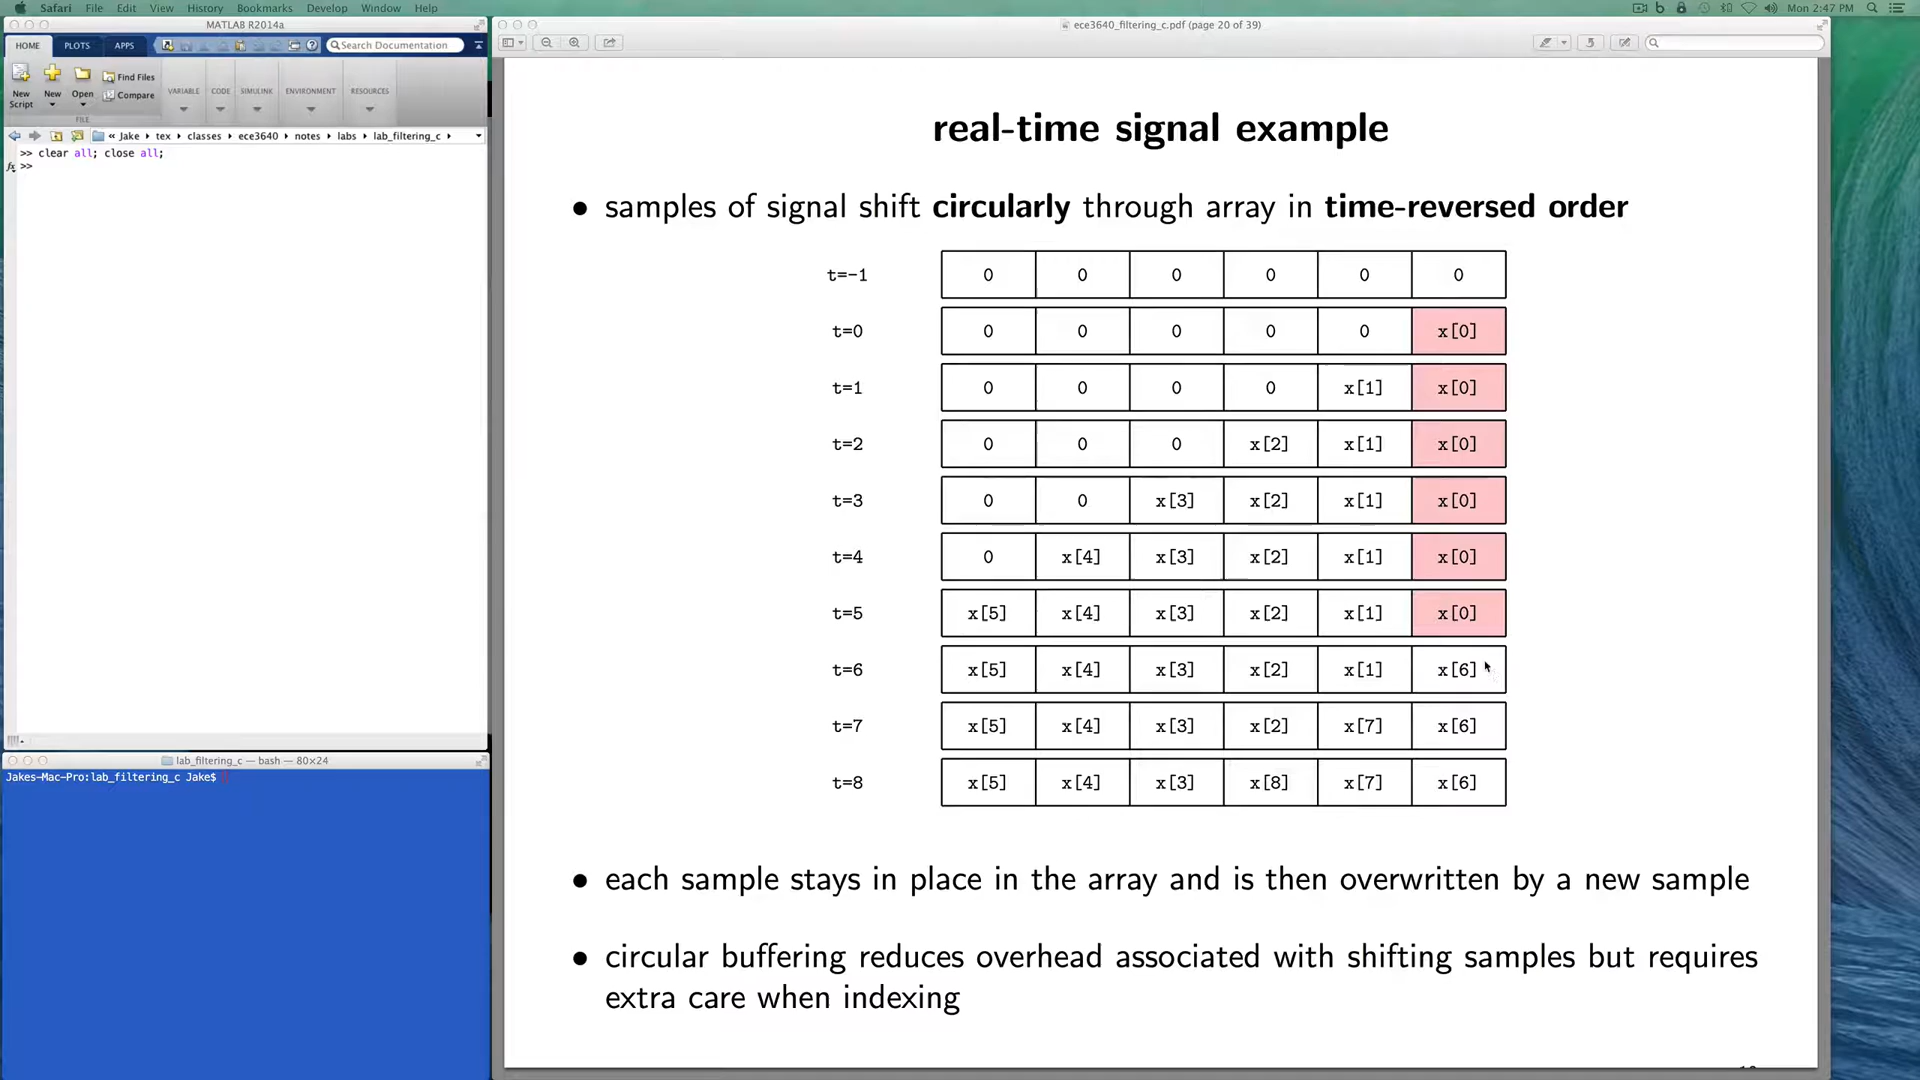 Safari File Edit View History Bookmarks Develop Window Help
Mon 2:47 PM
MATLAB R2014a
HOME PLOTS APPS
Search Documentation
New Script
New
Open
Find Files
Compare
VARIABLE
CODE
SIMULINK
ENVIRONMENT
RESOURCES
FILE
« Jake ▸ tex ▸ classes ▸ ece3640 ▸ notes ▸ labs ▸ lab_filtering_c ▸
>> clear all; close all;
fx >>
lab_filtering_c — bash — 80×24
Jakes-Mac-Pro:lab_filtering_c Jake$
ece3640_filtering_c.pdf (page 20 of 39)
real-time signal example
• samples of signal shift circularly through array in time-reversed order
t=-1 0 0 0 0 0 0
t=0 0 0 0 0 0 x[0]
t=1 0 0 0 0 x[1] x[0]
t=2 0 0 0 x[2] x[1] x[0]
t=3 0 0 x[3] x[2] x[1] x[0]
t=4 0 x[4] x[3] x[2] x[1] x[0]
t=5 x[5] x[4] x[3] x[2] x[1] x[0]
t=6 x[5] x[4] x[3] x[2] x[1] x[6]
t=7 x[5] x[4] x[3] x[2] x[7] x[6]
t=8 x[5] x[4] x[3] x[8] x[7] x[6]
• each sample stays in place in the array and is then overwritten by a new sample
• circular buffering reduces overhead associated with shifting samples but requires
extra care when indexing